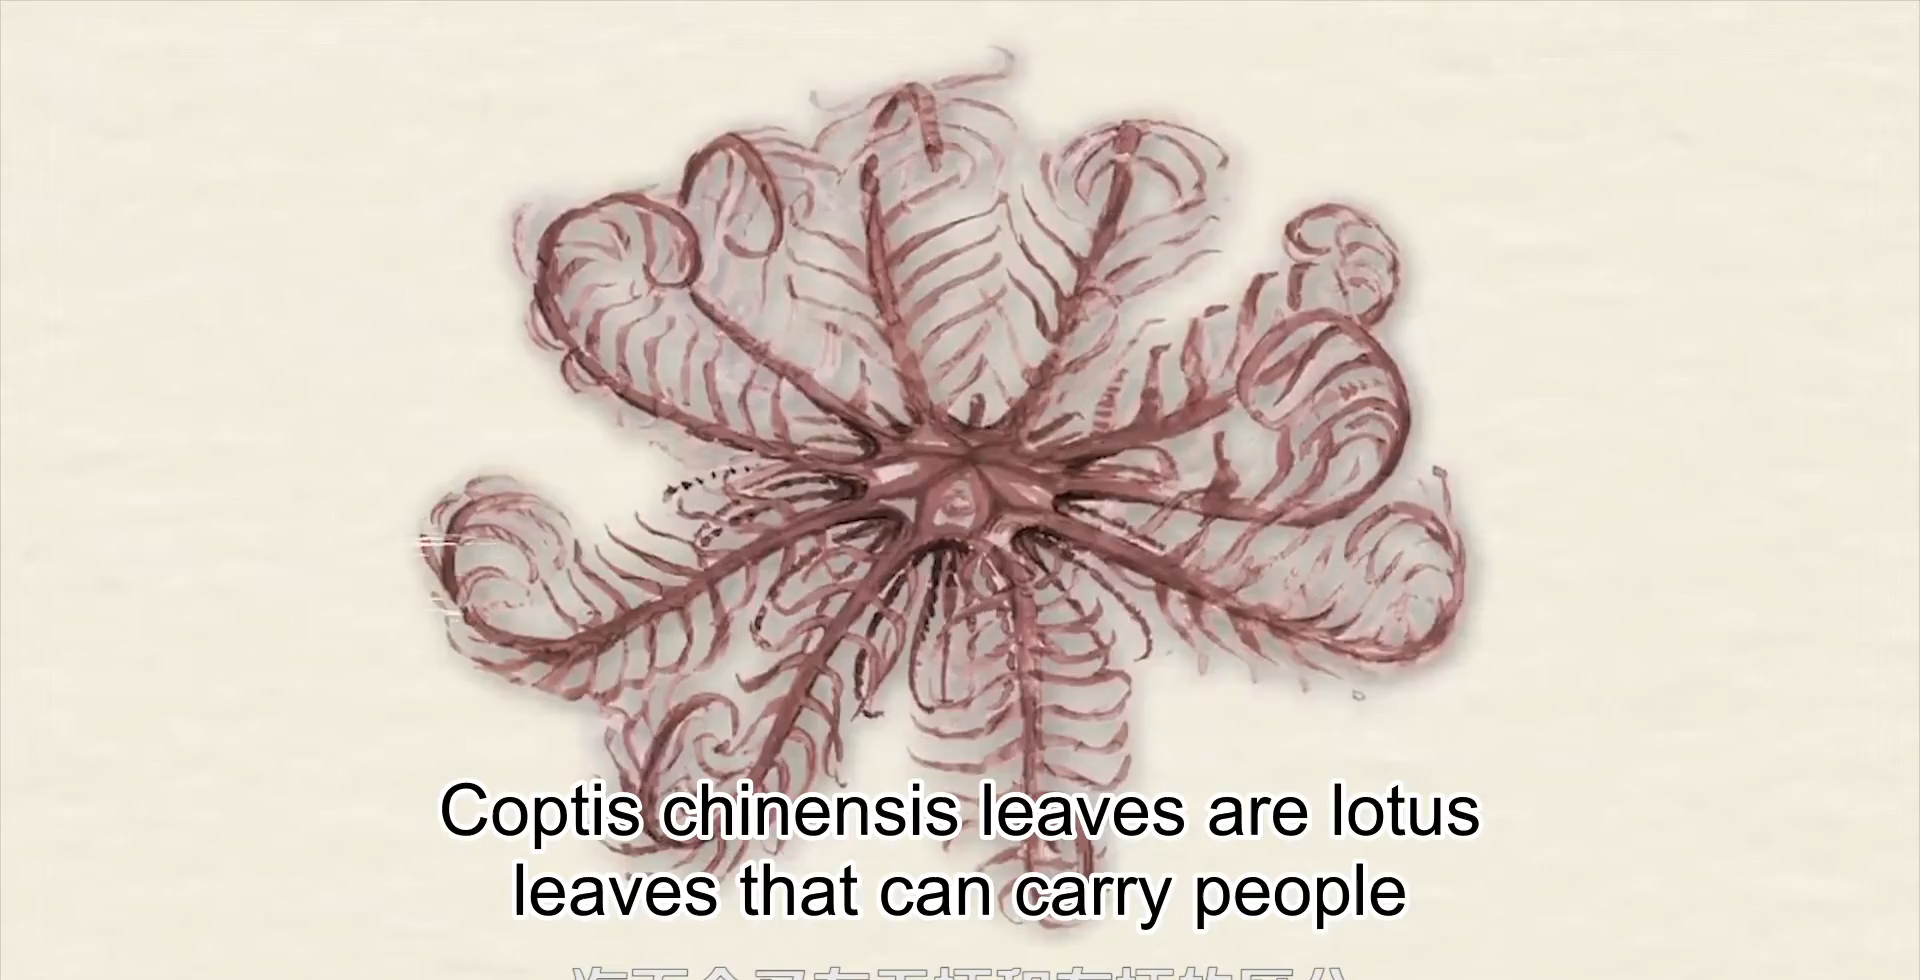 Coptis chinensis leaves are lotus
leaves that can carry people